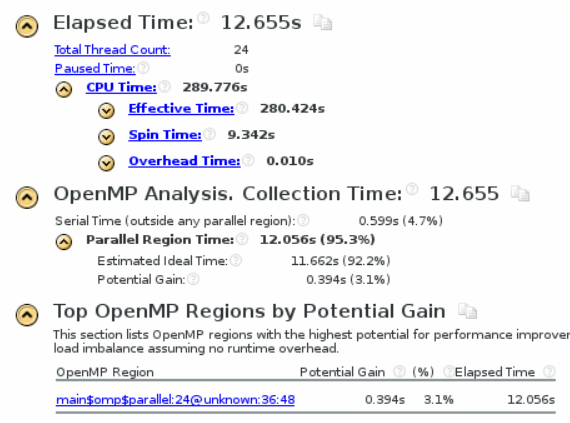 Elapsed Time: 12.655s
Total Thread Count: 24
Paused Time: 0s
CPU Time: 289.776s
Effective Time: 280.424s
Spin Time: 9.342s
Overhead Time: 0.010s
OpenMP Analysis. Collection Time: 12.655
Serial Time (outside any parallel region): 0.599s (4.7%)
Parallel Region Time: 12.056s (95.3%)
Estimated Ideal Time: 11.662s (92.2%)
Potential Gain: 0.394s (3.1%)
Top OpenMP Regions by Potential Gain
This section lists OpenMP regions with the highest potential for performance improver
load imbalance assuming no runtime overhead.
OpenMP Region Potential Gain (%) Elapsed Time
main$omp$parallel:24@unknown:36:48 0.394s 3.1% 12.056s